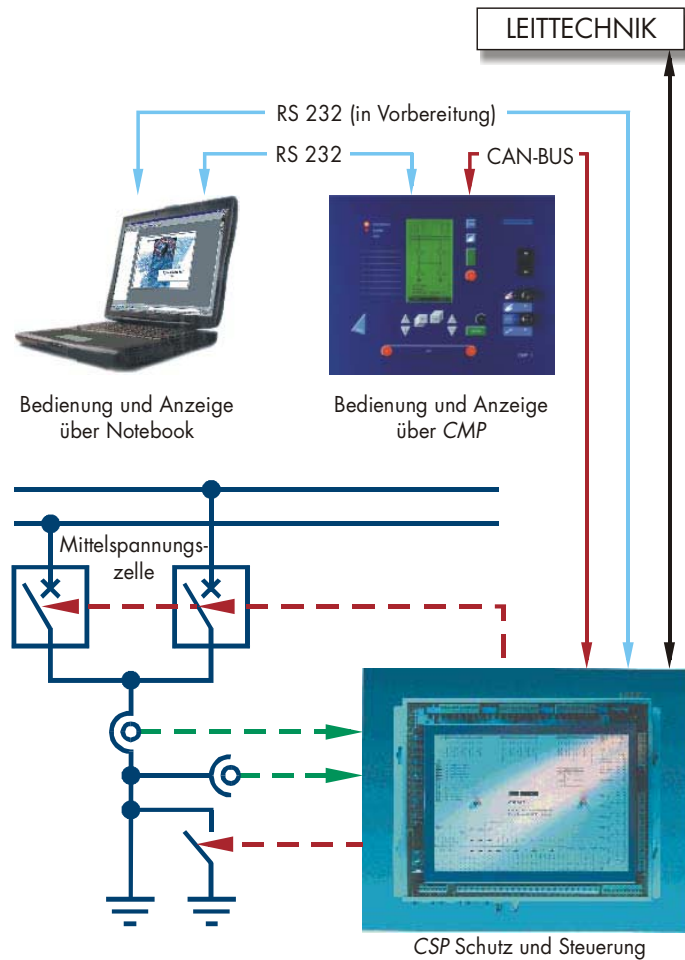 LEITTECHNIK
RS 232 (in Vorbereitung)
RS 232
CAN-BUS
Bedienung und Anzeige
über Notebook
Bedienung und Anzeige
über CMP
Mittelspannungs-
zelle
CSP Schutz und Steuerung